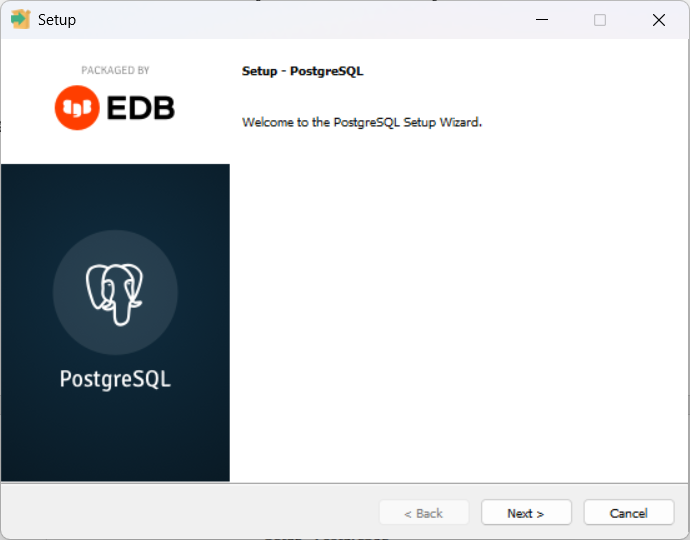 Setup
PACKAGED BY
EDB
Setup - PostgreSQL
Welcome to the PostgreSQL Setup Wizard.
PostgreSQL
< Back
Next >
Cancel